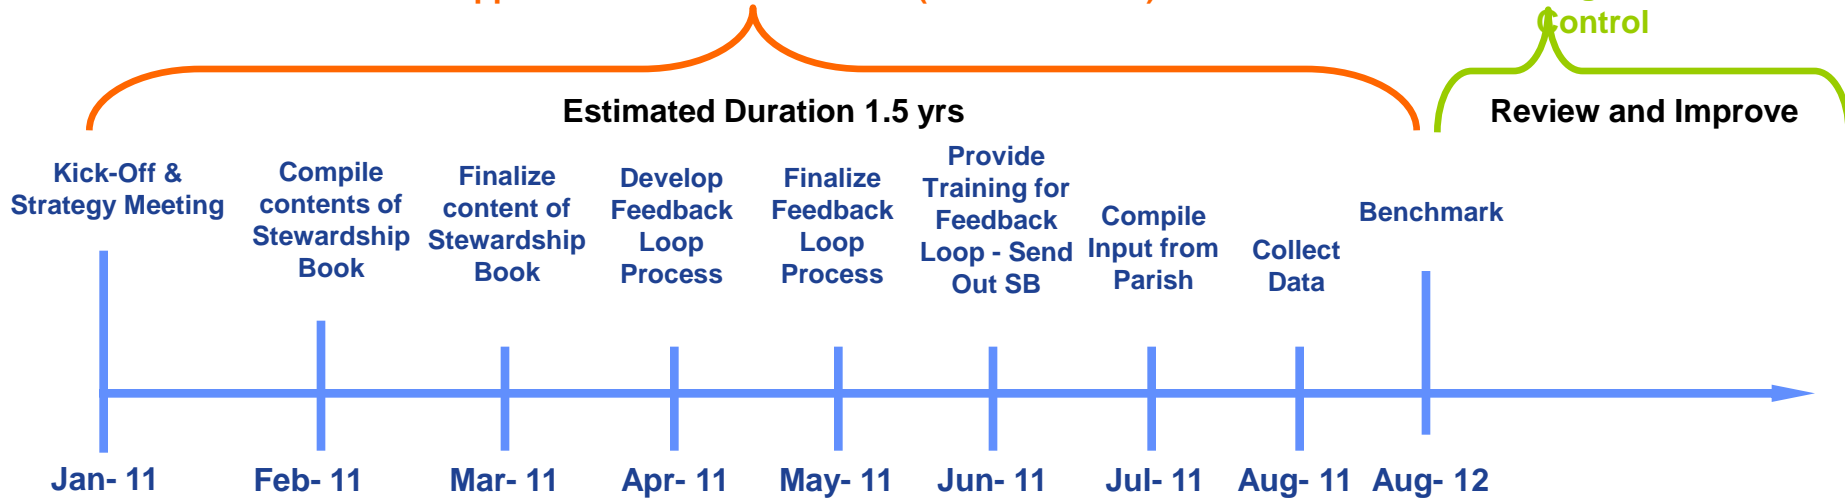 Control
Estimated Duration 1.5 yrs
Review and Improve
Kick-Off &
Strategy Meeting
Compile
contents of
Stewardship
Book
Finalize
content of
Stewardship
Book
Develop
Feedback
Loop
Process
Finalize
Feedback
Loop
Process
Provide
Training for
Feedback
Loop - Send
Out SB
Compile
Input from
Parish
Collect
Data
Benchmark
Jan- 11
Feb- 11
Mar- 11
Apr- 11
May- 11
Jun- 11
Jul- 11
Aug- 11
Aug- 12